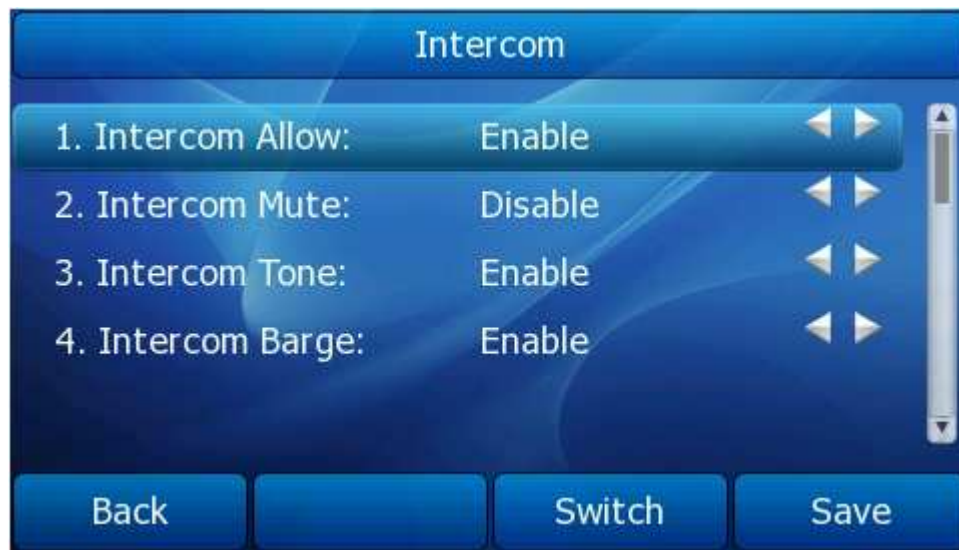 Intercom
1. Intercom Allow: Enable
2. Intercom Mute: Disable
3. Intercom Tone: Enable
4. Intercom Barge: Enable
Back Switch Save